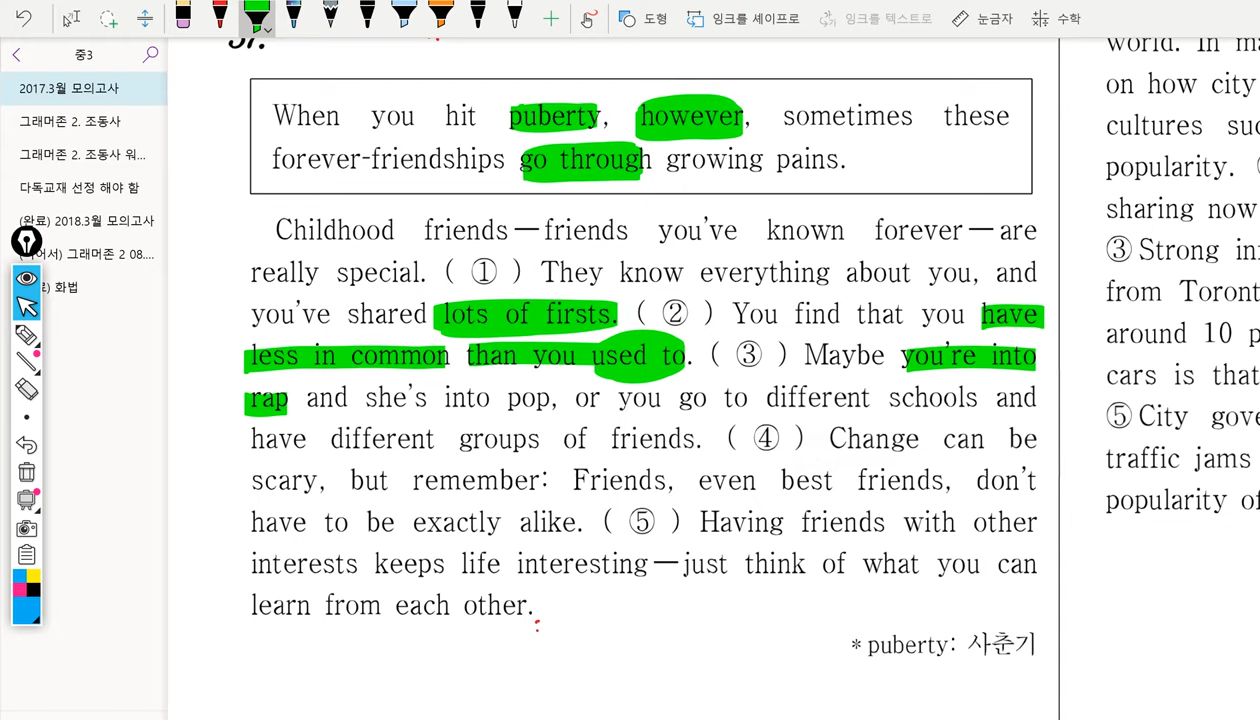 도형
잉크를 셰이프로
잉크를 텍스트로
눈금자
수학
중3
2017.3월 모의고사
그래머존 2. 조동사
그래머존 2. 조동사 워...
다독교재 선정 해야 함
(완료) 2018.3월 모의고사
어서) 그래머존 2 08....
) 화법
37.
When you hit puberty, however, sometimes these
forever-friendships go through growing pains.
Childhood friends—friends you've known forever—are
really special. ( ① ) They know everything about you, and
you've shared lots of firsts. ( ② ) You find that you have
less in common than you used to. ( ③ ) Maybe you're into
rap and she's into pop, or you go to different schools and
have different groups of friends. ( ④ ) Change can be
scary, but remember: Friends, even best friends, don't
have to be exactly alike. ( ⑤ ) Having friends with other
interests keeps life interesting—just think of what you can
learn from each other.
* puberty: 사춘기
world. In
on how city
cultures
popularity.
sharing now
③ Strong
from
around 10
cars is that
⑤ City
traffic jams
popularity of